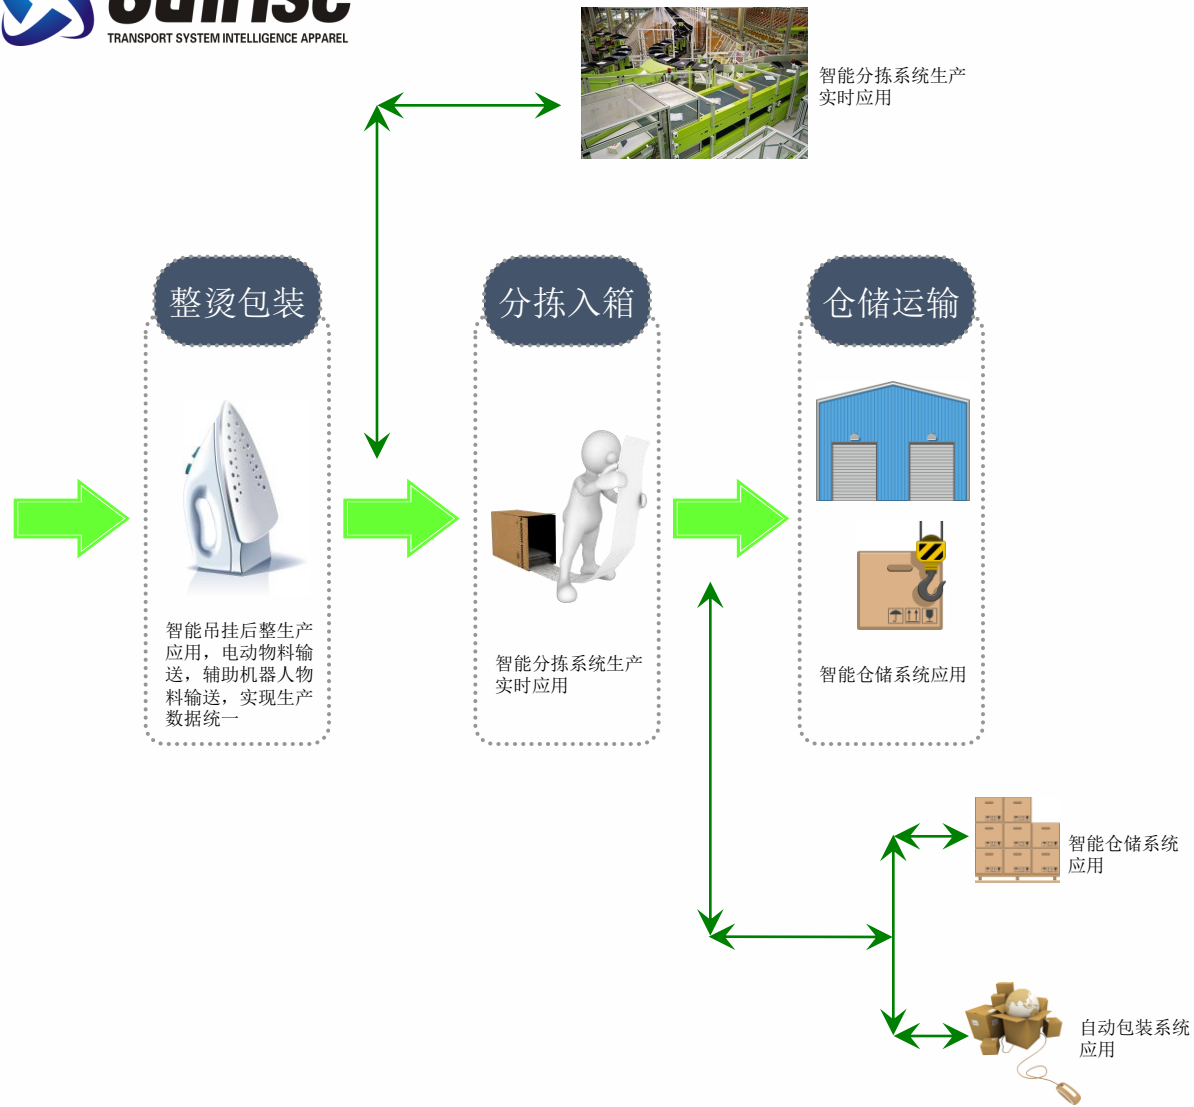 TRANSPORT SYSTEM INTELLIGENCE APPAREL
智能分拣系统生产
实时应用
整烫包装
分拣入箱
仓储运输
智能吊挂后整生产
应用，电动物料输
送，辅助机器人物
料输送，实现生产
数据统一
智能分拣系统生产
实时应用
智能仓储系统应用
智能仓储系统
应用
自动包装系统
应用